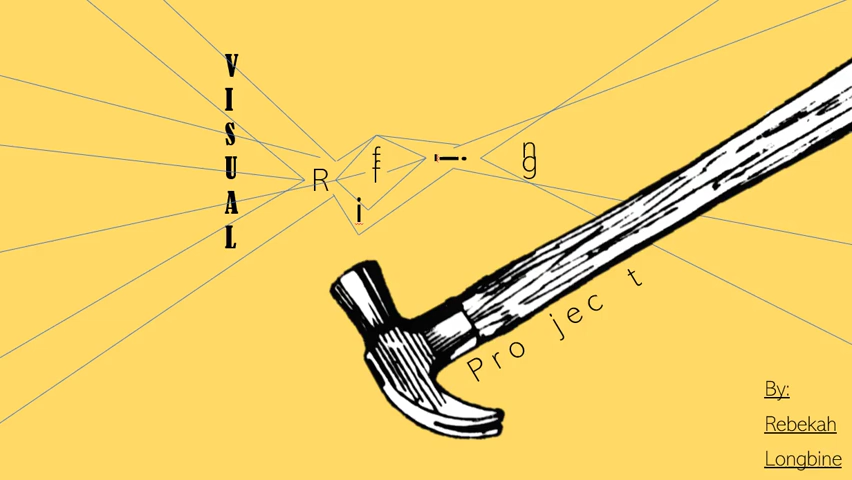 VISUAL
Riffing
Project
By:
Rebekah
Longbine